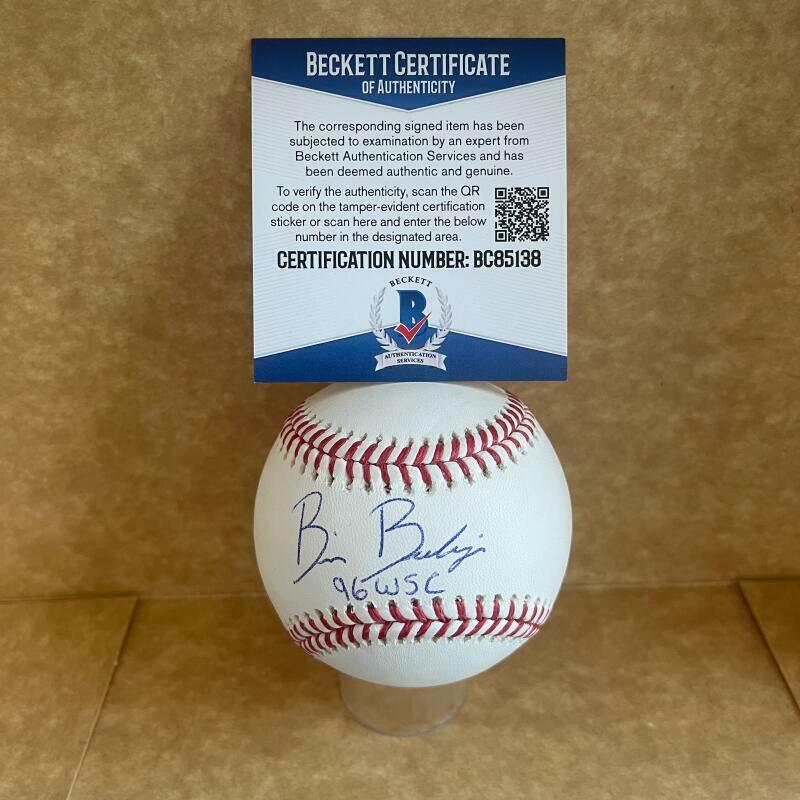 BECKETT CERTIFICATE
OF AUTHENTICITY
The corresponding signed item has been
subjected to examination by an expert from
Beckett Authentication Services and has
been deemed authentic and genuine.
To verify the authenticity, scan the QR
code on the tamper-evident certification
sticker or scan here and enter the below
number in the designated area.
CERTIFICATION NUMBER: BC85138
BECKETT
B
AUTHENTICATION
SERVICES
96 WSC